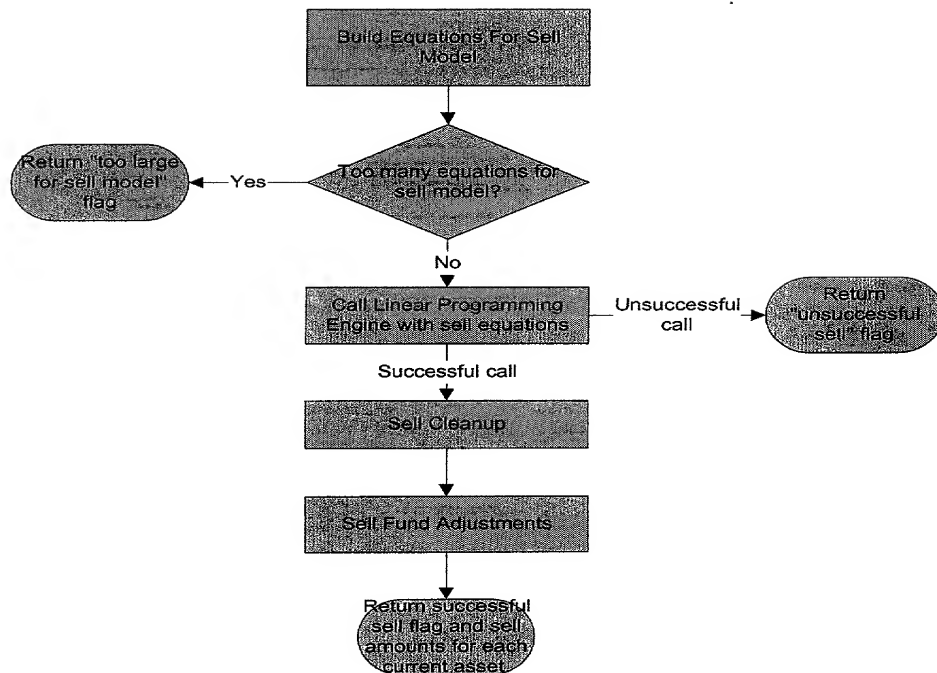 Build Equations For Sell
Model
Too many equations for
sell model?
Yes
Return "too large
for sell model"
flag
No
Call Linear Programming
Engine with sell equations
Unsuccessful
call
Return
"unsuccessful
sell" flag
Successful call
Sell Cleanup
Sell Fund Adjustments
Return successful
sell flag and sell
amounts for each
current asset